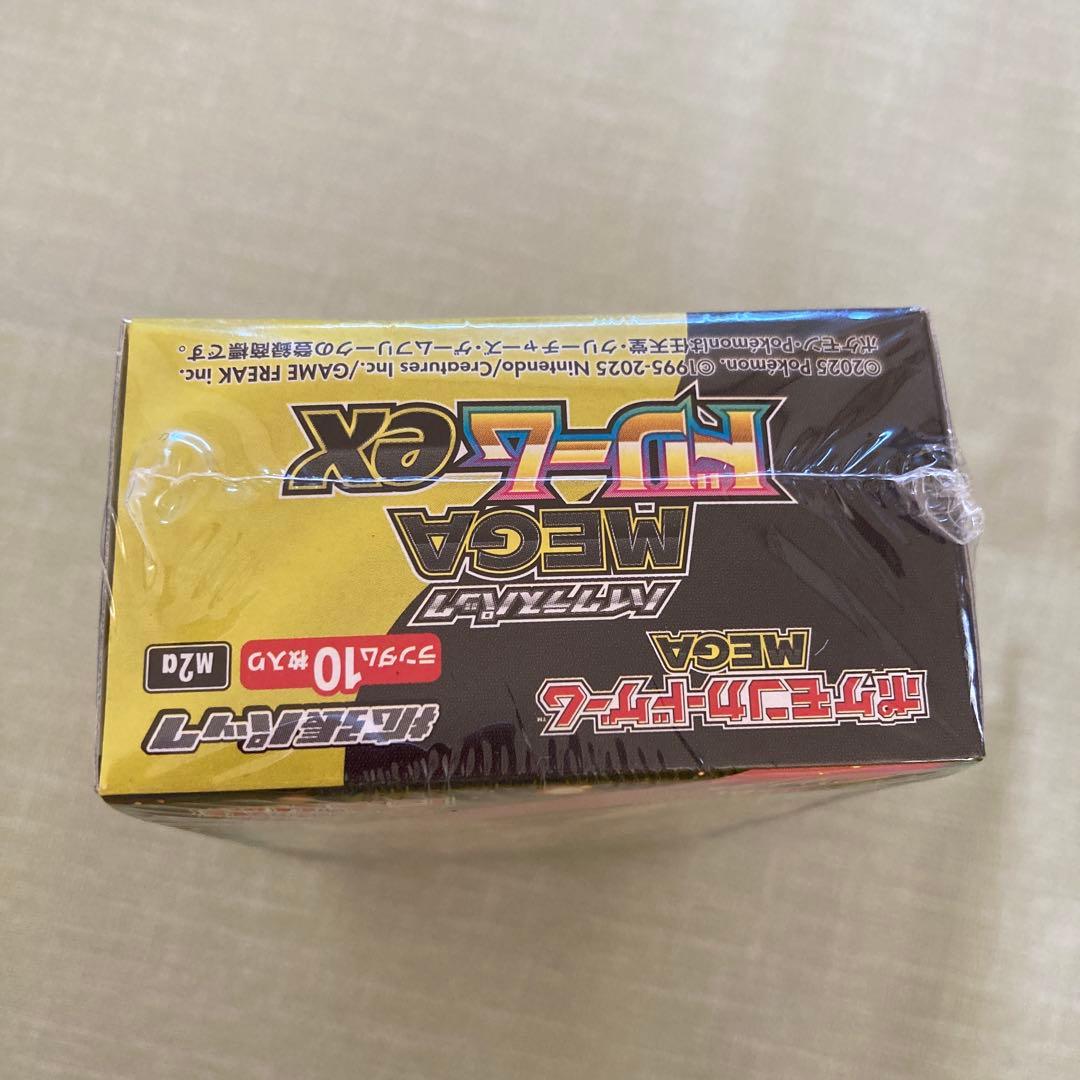 ポケモンカードゲーム™
MEGA
拡張パック
ランダム10枚入り
M2a
ハイクラスパック
MEGA
ドリームex
©2025 Pokémon. ©1995-2025 Nintendo/Creatures Inc./GAME FREAK inc.
ポケモン・Pokémonは任天堂・クリーチャーズ・ゲームフリークの登録商標です。